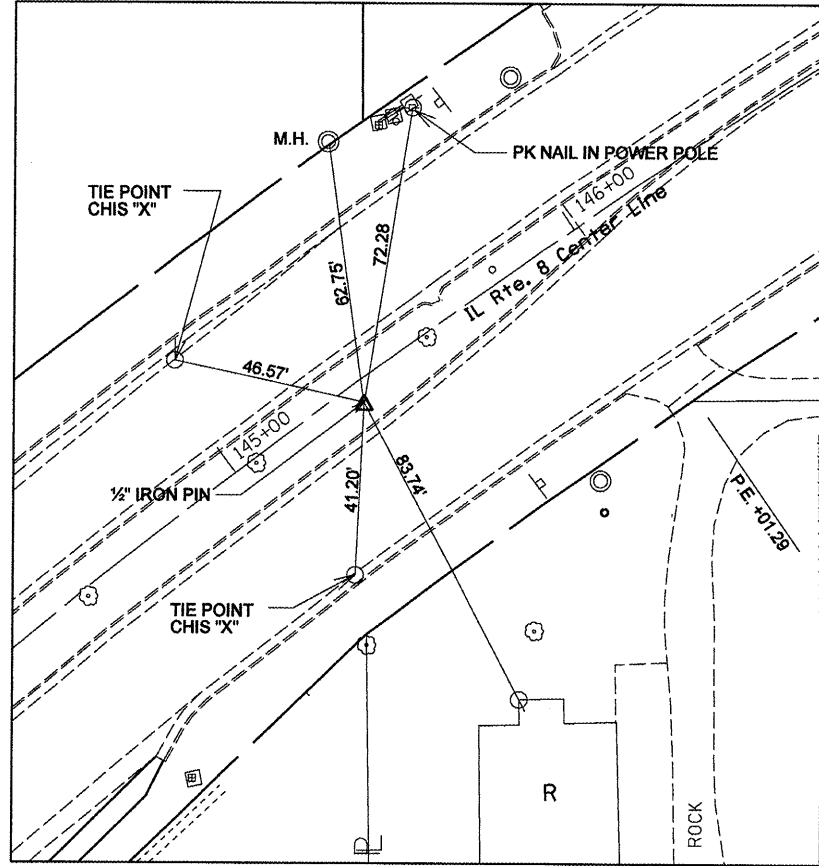 M.H.
PK NAIL IN POWER POLE
TIE POINT
CHIS "X"
146+00
62.75'
72.28
IL Rte. 8 Center Line
46.57'
145+00
½" IRON PIN
41.20'
83.74'
P.E. +01.29
TIE POINT
CHIS "X"
R
ROCK
PL